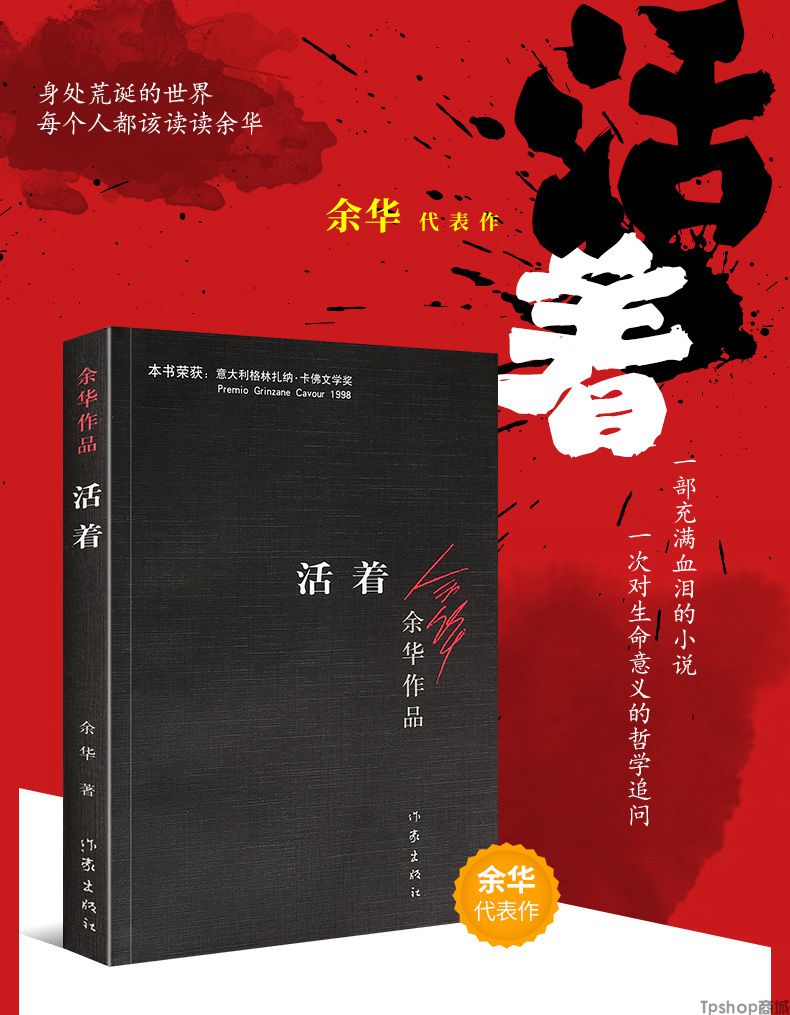 身处荒诞的世界
每个人都该读读余华
活着
余华 代表作
一部充满血泪的小说
一次对生命意义的哲学追问
余华作品
活着
余华 著
作家出版社
本书荣获：意大利格林扎纳·卡佛文学奖
Premio Grinzane Cavour 1998
活着
余华
余华作品
作家出版社
余华
代表作
Tpshop商城